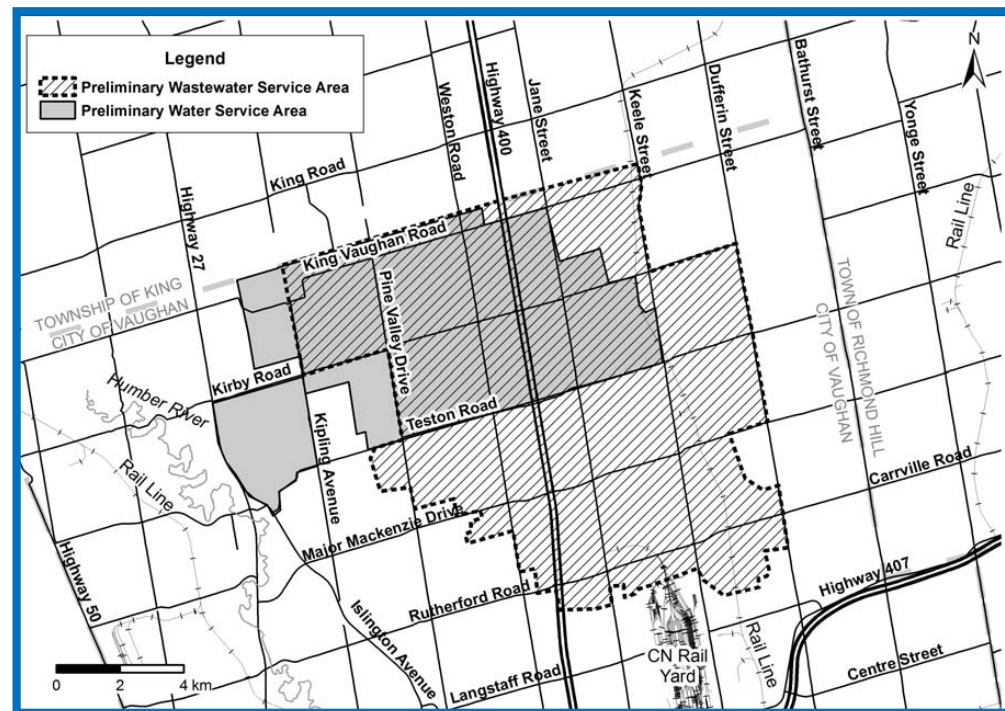 Legend
Preliminary Wastewater Service Area
Preliminary Water Service Area
N
King Road
Highway 27
Weston Road
Highway 400
Jane Street
Keele Street
Dufferin Street
Bathurst Street
Yonge Street
Rail Line
King Vaughan Road
Pine Valley Drive
TOWNSHIP OF KING
CITY OF VAUGHAN
TOWN OF RICHMOND HILL
CITY OF VAUGHAN
Kirby Road
Humber River
Rail Line
Teston Road
Kipling Avenue
Major Mackenzie Drive
Carrville Road
Highway 50
Islington Avenue
Rutherford Road
Highway 407
CN Rail
Yard
Rail Line
Centre Street
Langstaff Road
0 2 4 km